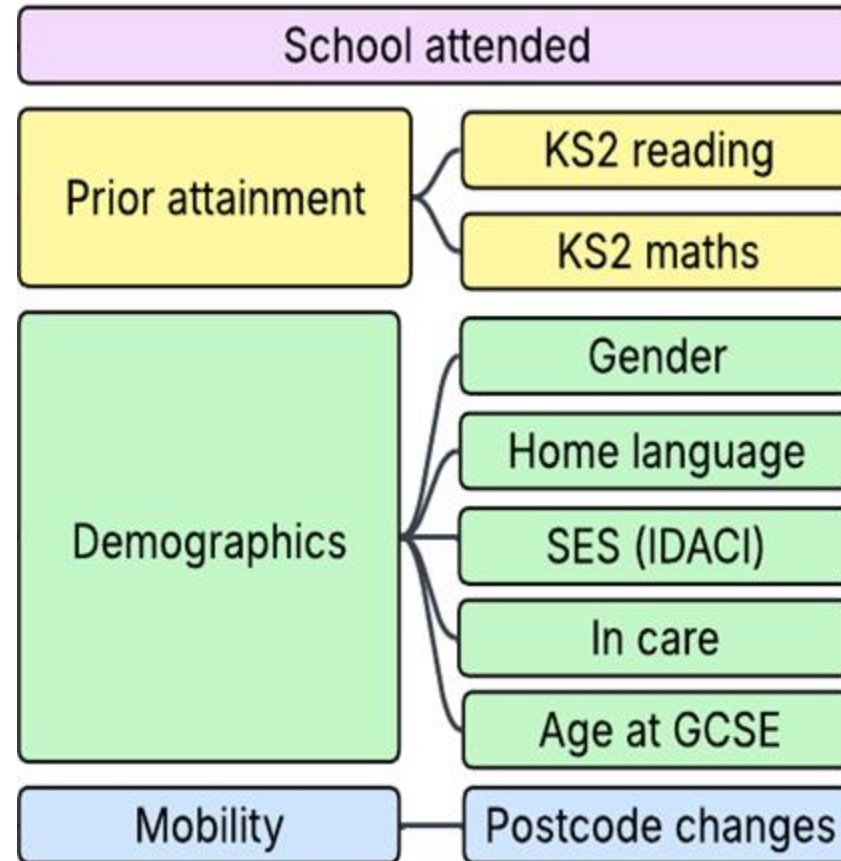 School attended
Prior attainment
KS2 reading
KS2 maths
Demographics
Gender
Home language
SES (IDACI)
In care
Age at GCSE
Mobility
Postcode changes